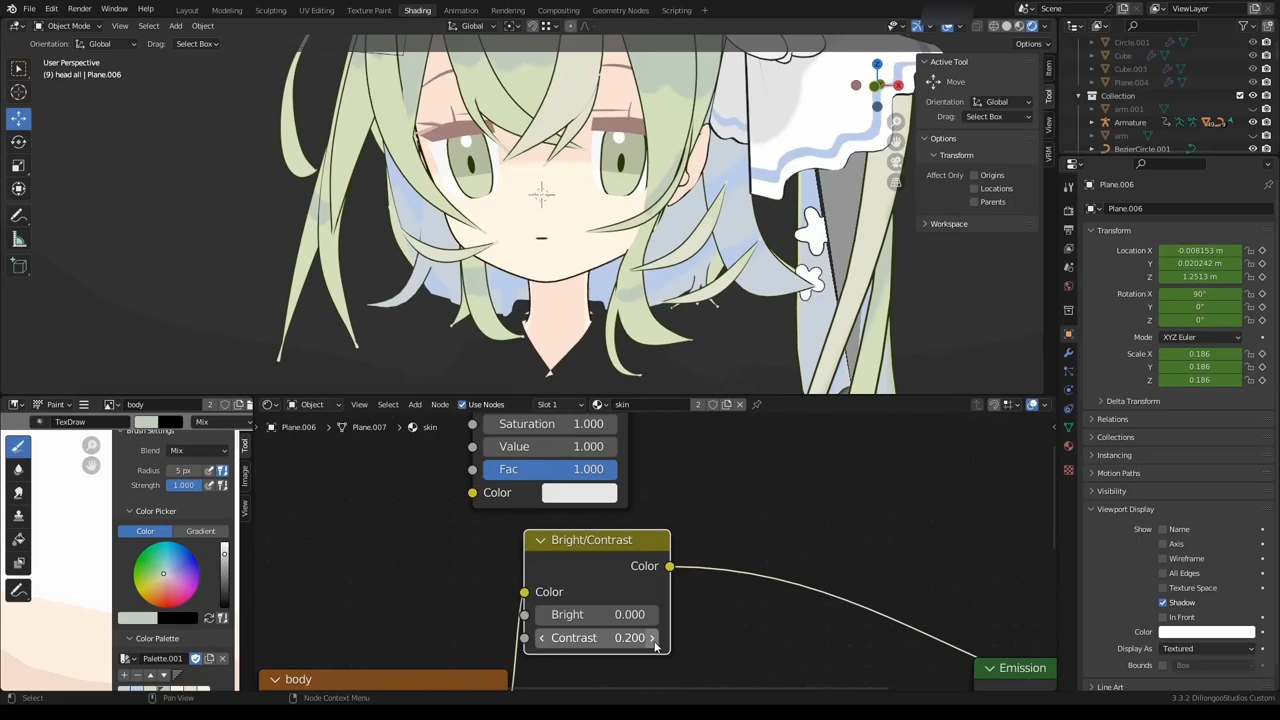 File Edit Render Window Help Layout Modeling Sculpting UV Editing Texture Paint Shading Animation Rendering Compositing Geometry Nodes Scripting Scene ViewLayer
Object Mode View Select Add Object Global
Orientation: Global Drag: Select Box Options
User Perspective
(9) head all | Plane.006
Active Tool
Move
Orientation Global
Drag: Select Box
Options
Transform
Affect Only Origins
Locations
Parents
Workspace
Item
Tool
View
VRM
Circle.001
Cube
Cube.003
Plane.004
Collection
arm.001
Armature
arm
BezierCircle.001
Plane.006
Plane.006
Transform
Location X -0.008153 m
Y 0.020242 m
Z 1.2513 m
Rotation X 90°
Y 0°
Z 0°
Mode XYZ Euler
Scale X 0.186
Y 0.186
Z 0.186
Delta Transform
Relations
Collections
Instancing
Motion Paths
Visibility
Viewport Display
Show Name
Axis
Wireframe
All Edges
Texture Space
Shadow
In Front
Color
Display As Textured
Bounds Box
Line Art
Paint body 2
TexDraw Mix
Brush Settings
Blend Mix
Radius 5 px
Strength 1.000
Color Picker
Color Gradient
Color Palette
Palette.001
Tool
Image
View
Object View Select Add Node Use Nodes Slot 1 skin 2
Plane.006 Plane.007 skin
Saturation 1.000
Value 1.000
Fac 1.000
Color
Bright/Contrast
Color
Color
Bright 0.000
Contrast 0.200
body
Emission
Select Pan View Node Context Menu 3.3.2 DillongooStudios Custom